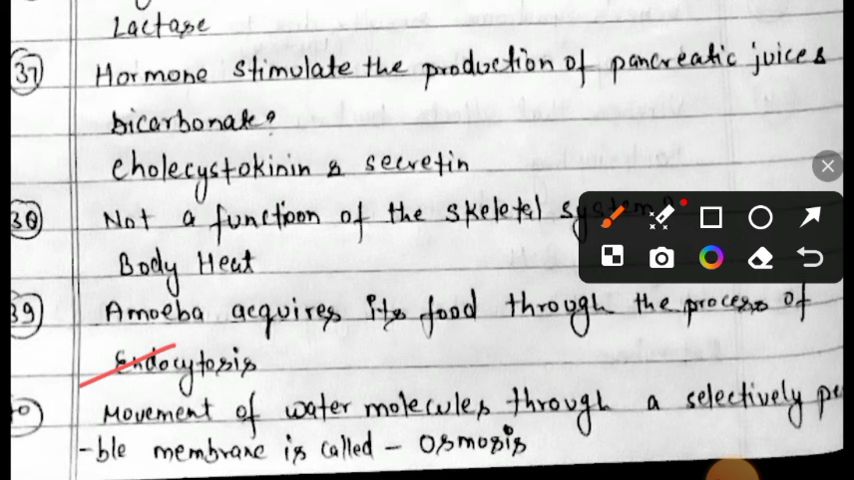 Lactase
37 Hormone stimulate the production of pancreatic juices
bicarbonate?
Cholecystokinin & secretin
38 Not a function of the skeletal system?
Body Heat
39 Amoeba acquires its food through the process of
Endocytosis
Movement of water molecules through a selectively pe
-ble membrane is called - Osmosis